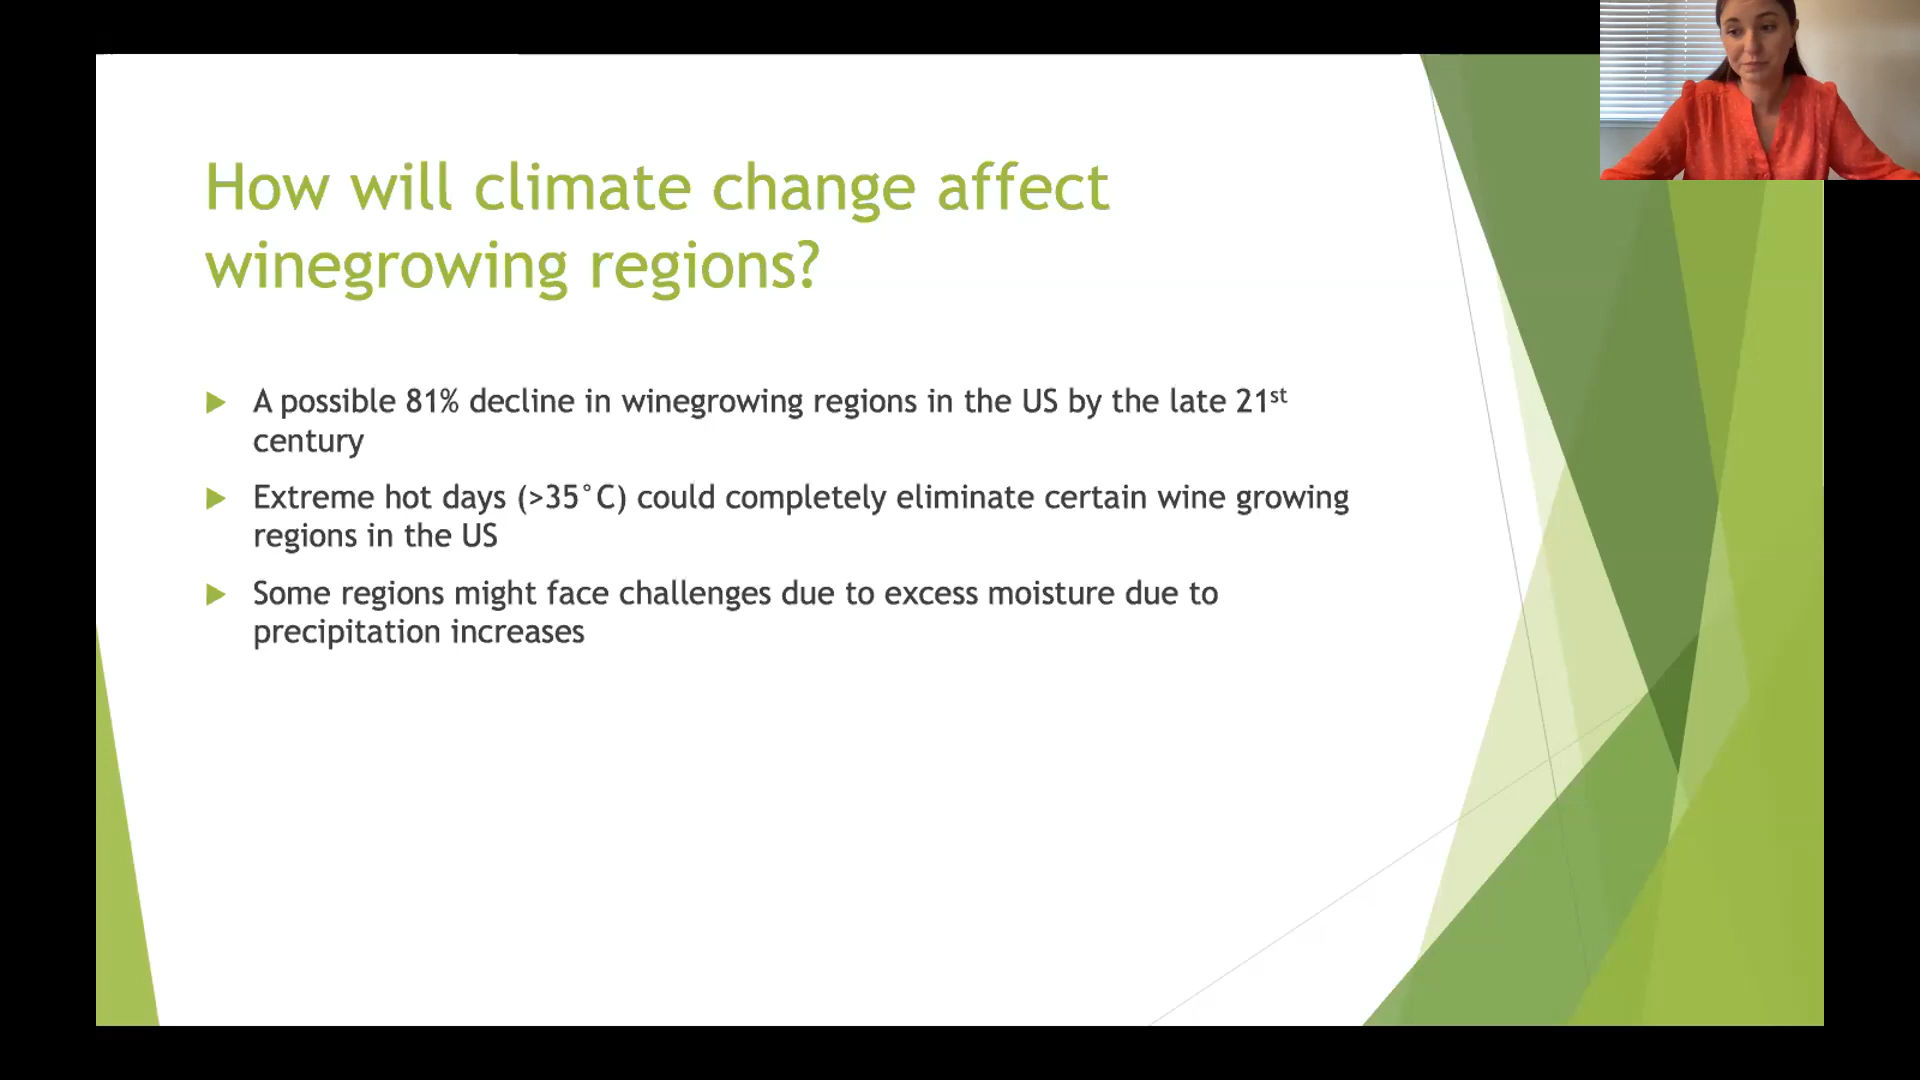 How will climate change affect
winegrowing regions?
A possible 81% decline in winegrowing regions in the US by the late 21st
century
Extreme hot days (>35°C) could completely eliminate certain wine growing
regions in the US
Some regions might face challenges due to excess moisture due to
precipitation increases